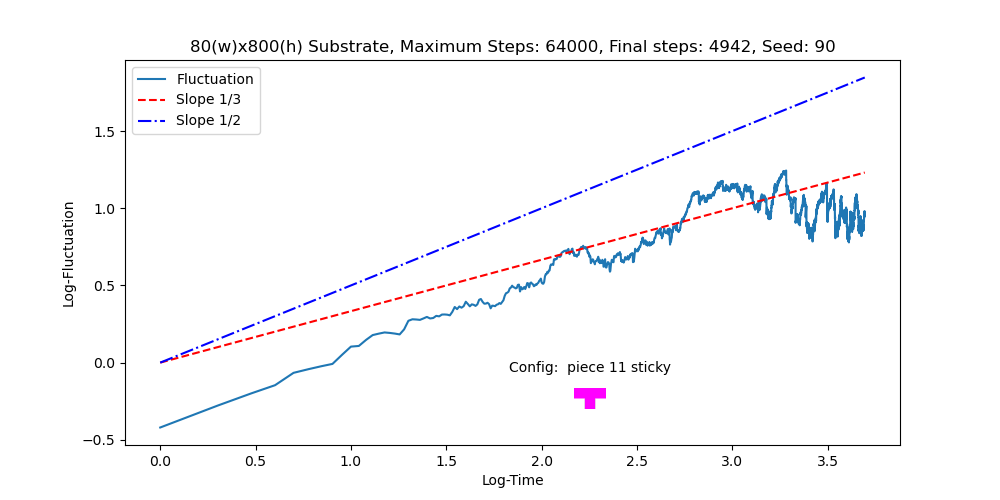 80(w)x800(h) Substrate, Maximum Steps: 64000, Final steps: 4942, Seed: 90
Fluctuation
Slope 1/3
Slope 1/2
Log-Fluctuation
1.5
1.0
0.5
0.0
−0.5
Config:  piece 11 sticky
0.0 0.5 1.0 1.5 2.0 2.5 3.0 3.5
Log-Time